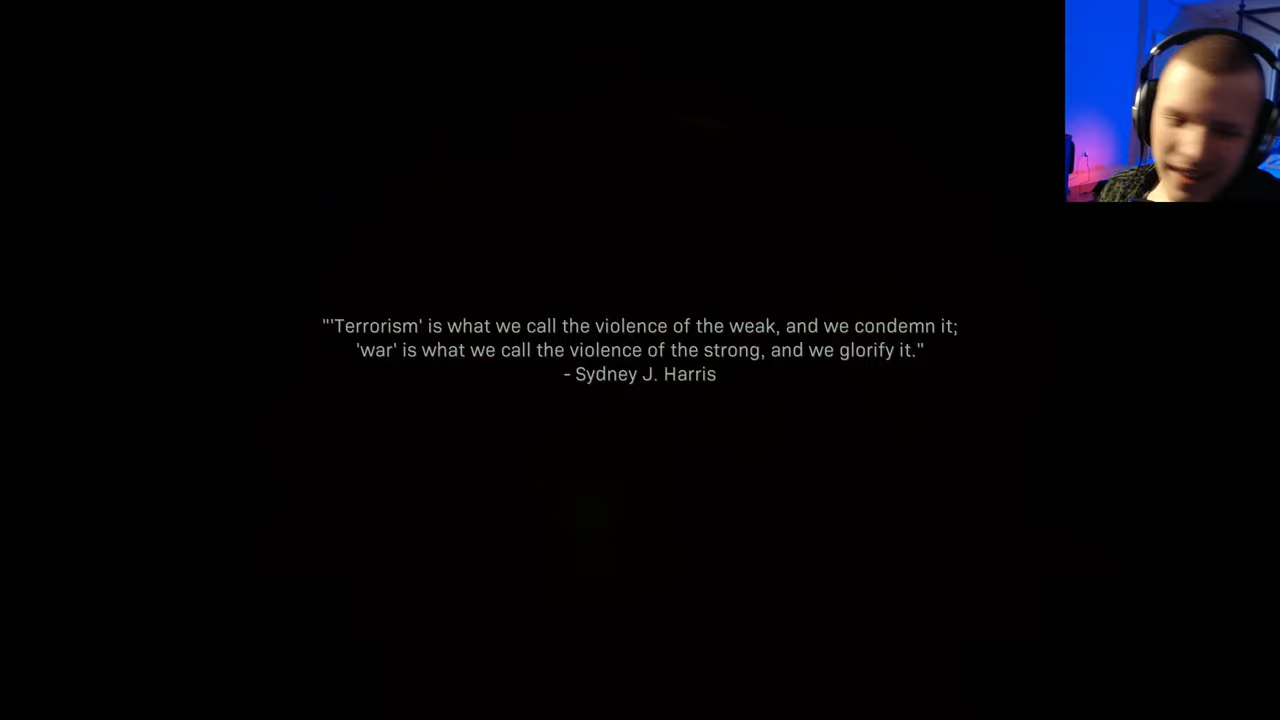 "'Terrorism' is what we call the violence of the weak, and we condemn it;
'war' is what we call the violence of the strong, and we glorify it."
- Sydney J. Harris